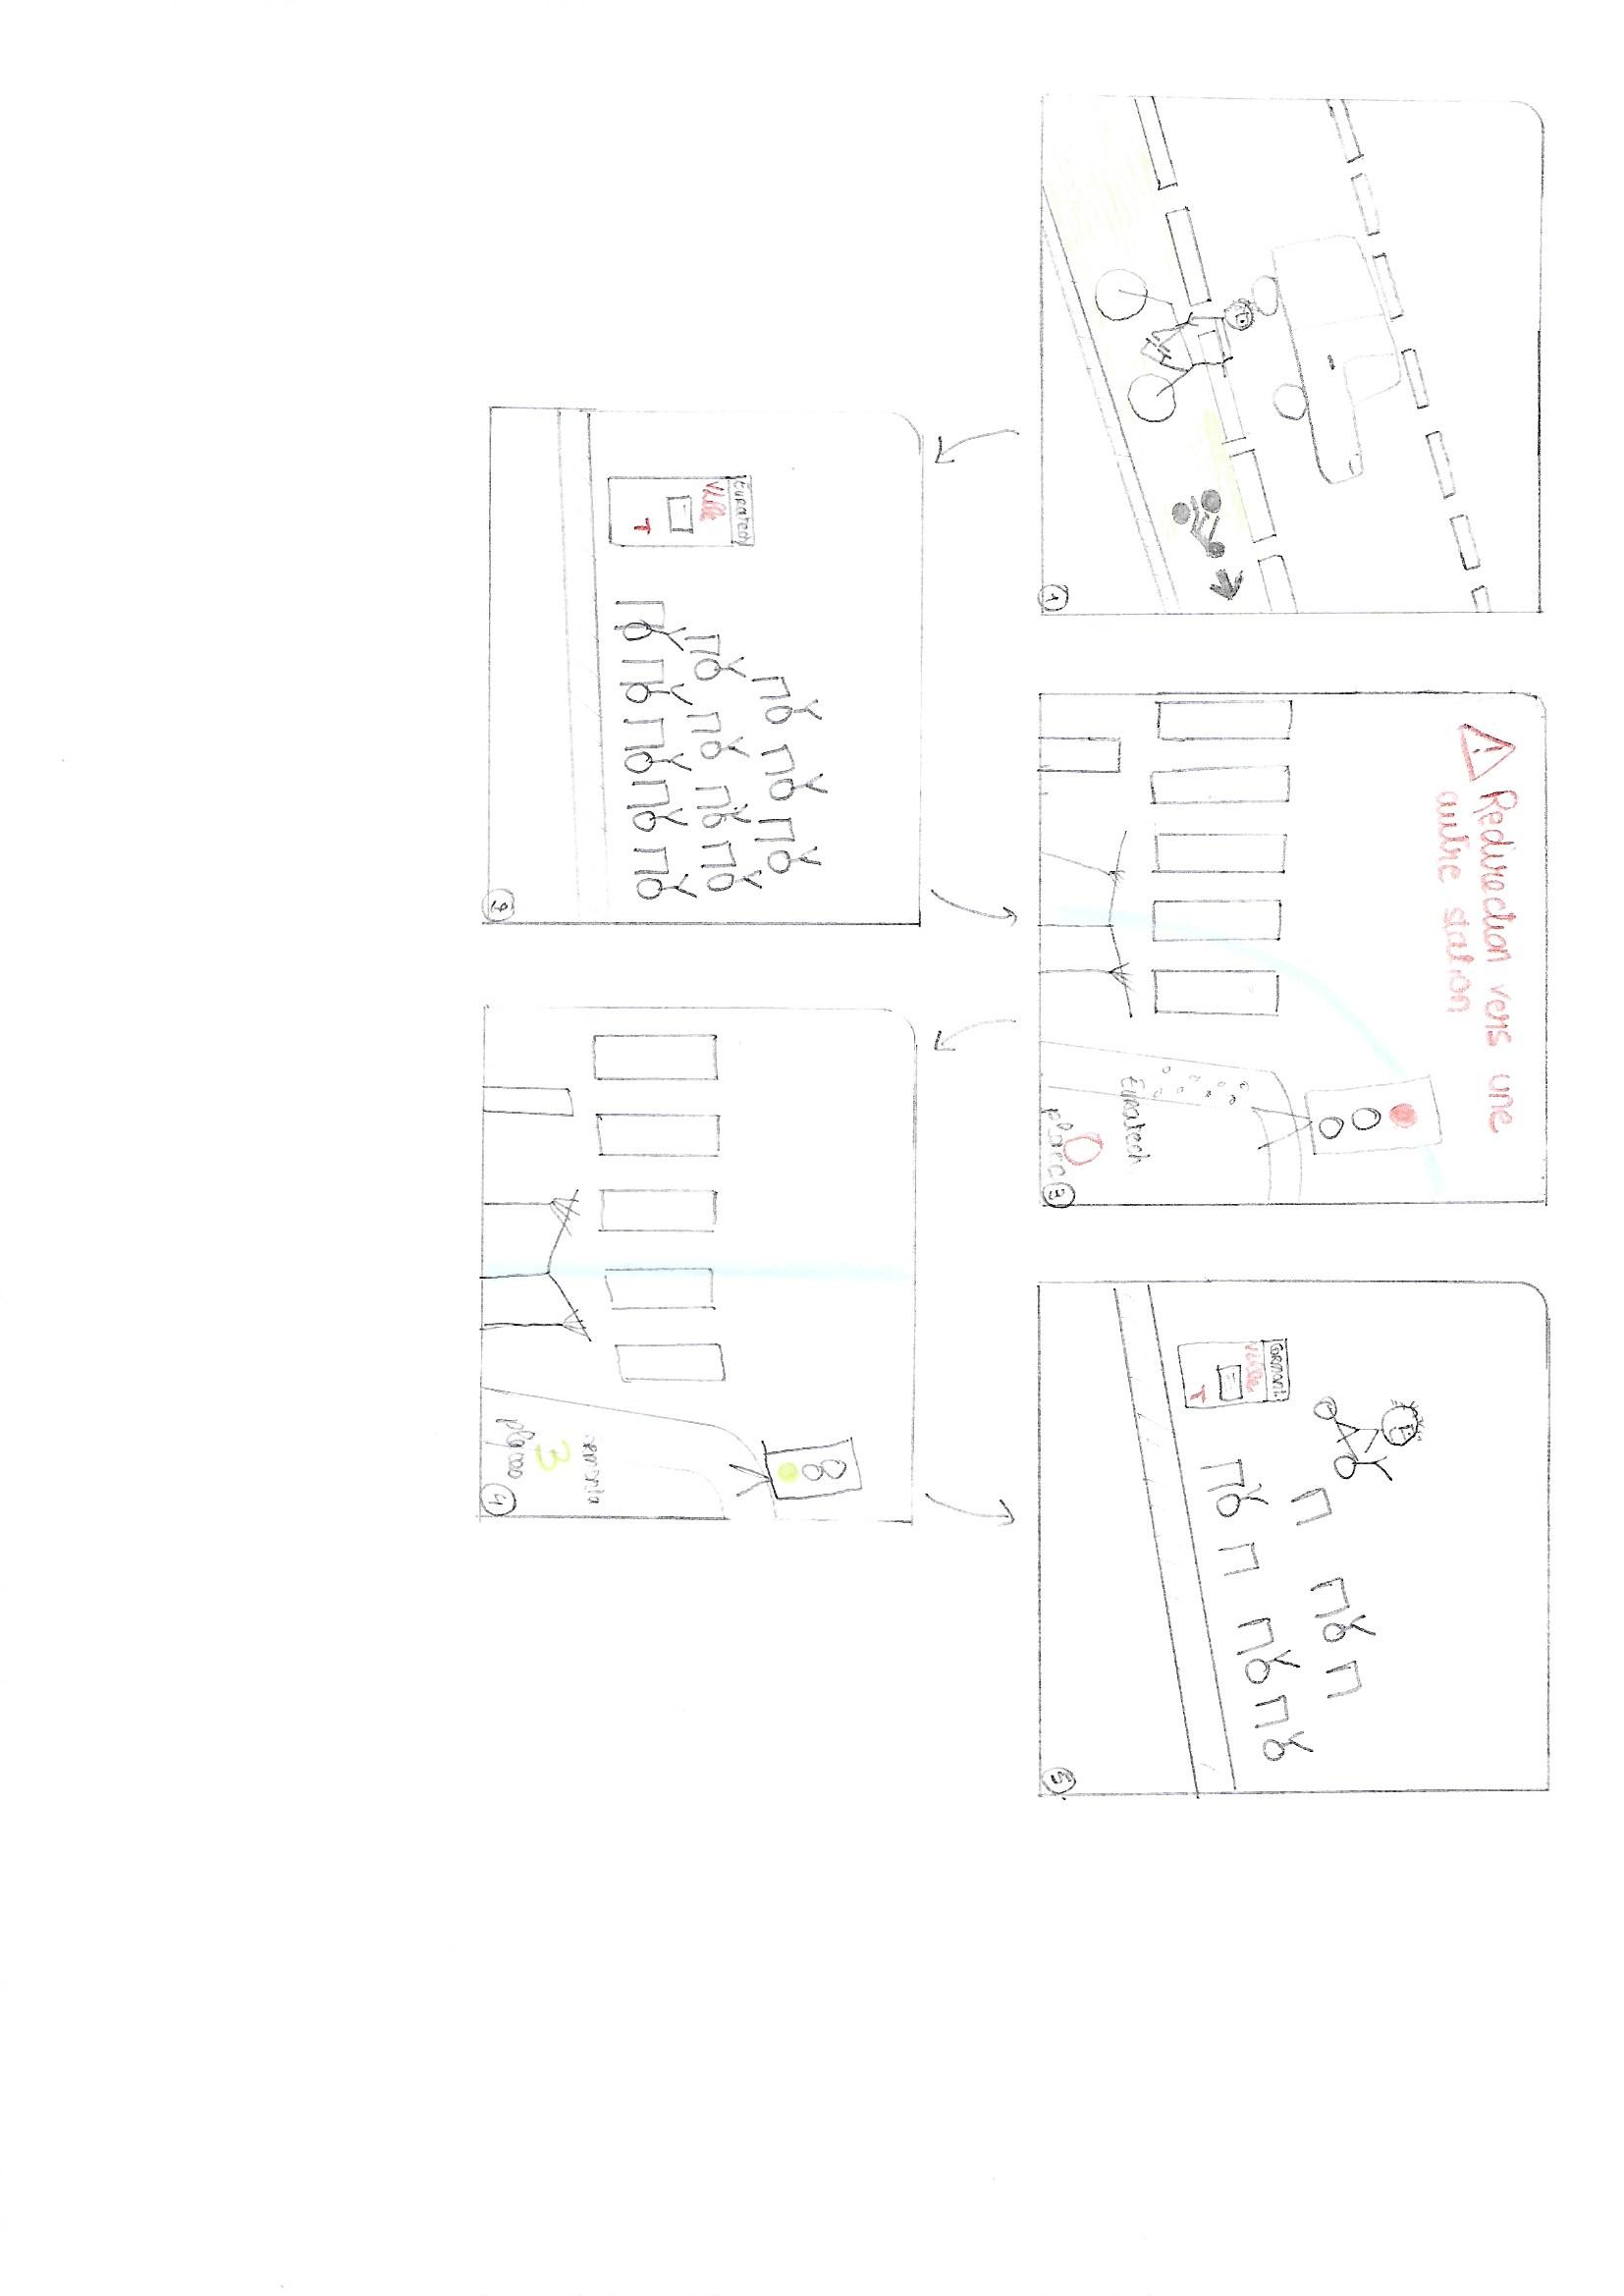 1
Euratech
V'Lille
T
2
Redirection vers une
autre station
Euratech
0
place
3
3
places
4
Cormont
V'Lille
T
5